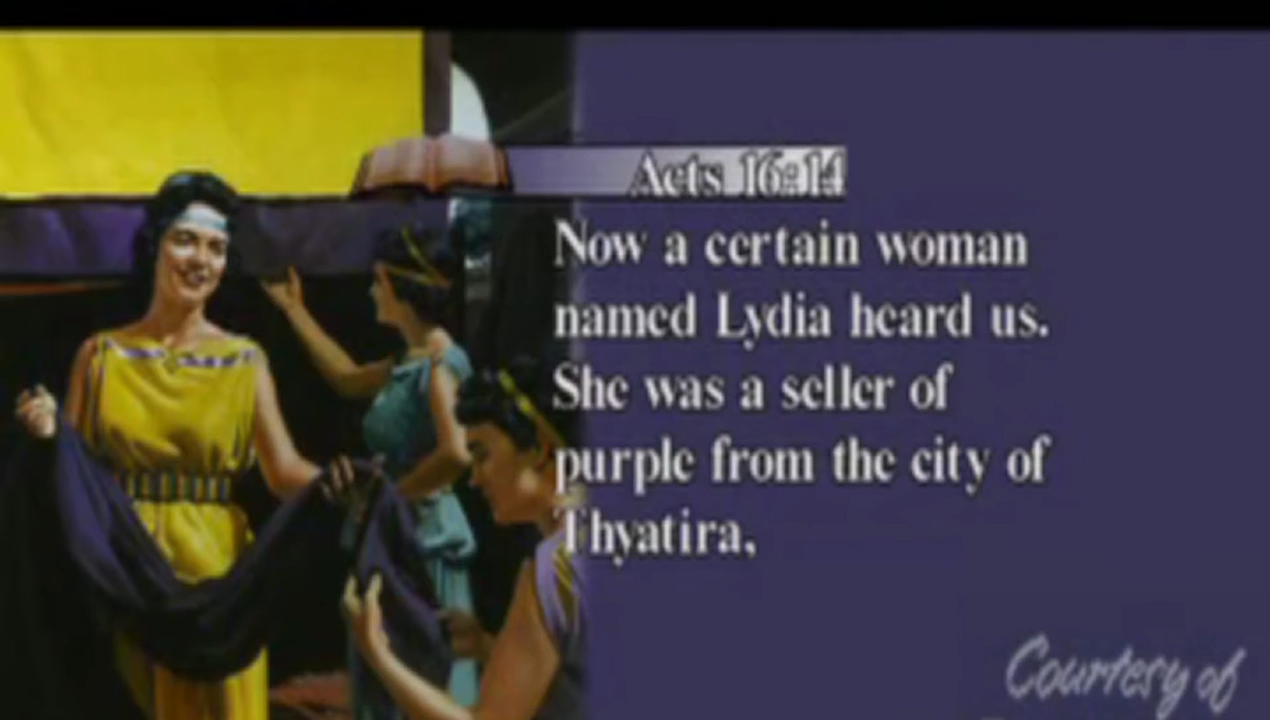 Acts 16:14
Now a certain woman
named Lydia heard us.
She was a seller of
purple from the city of
Thyatira,
Courtesy of